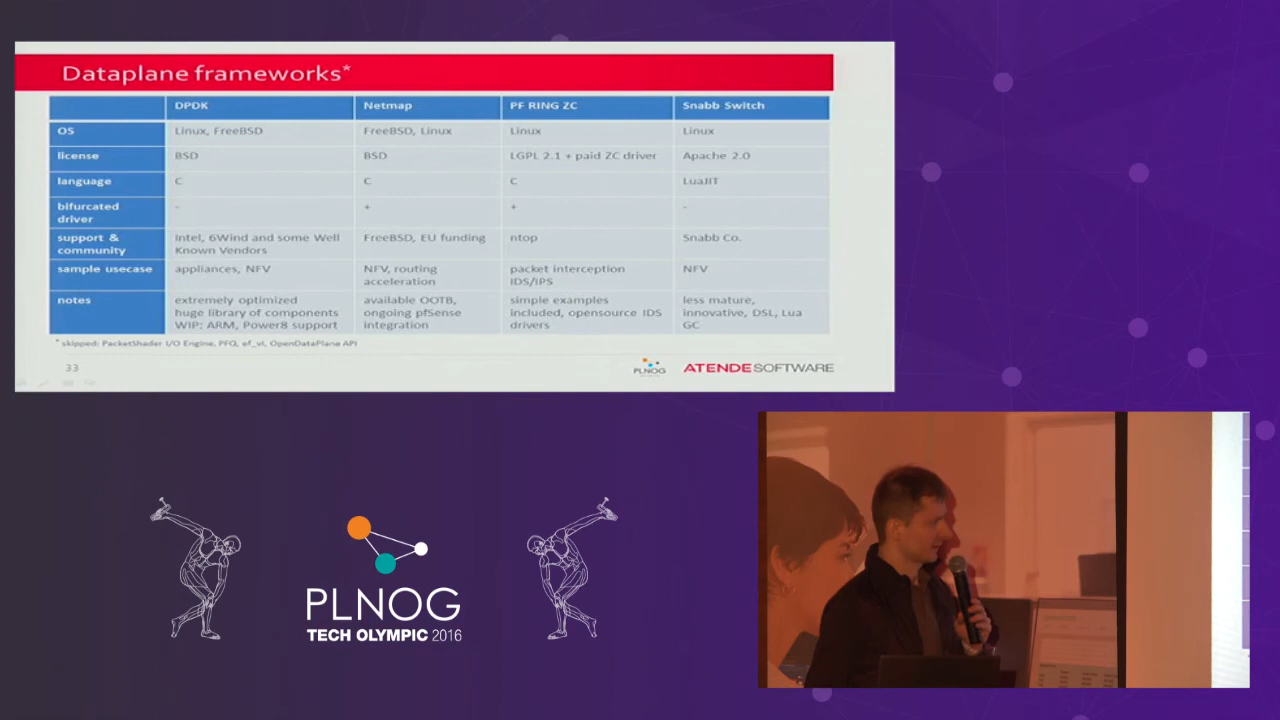 Dataplane frameworks*
DPDK Netmap PF RING ZC Snabb Switch
OS Linux, FreeBSD FreeBSD, Linux Linux Linux
license BSD BSD LGPL 2.1 + paid ZC driver Apache 2.0
language C C C LuaJIT
bifurcated driver - + + -
support & community Intel, 6Wind and some Well Known Vendors FreeBSD, EU funding ntop Snabb Co.
sample usecase appliances, NFV NFV, routing acceleration packet interception IDS/IPS NFV
notes extremely optimized huge library of components WIP: ARM, Power8 support available OOTB, ongoing pfSense integration simple examples included, opensource IDS drivers less mature, innovative, DSL, Lua GC
* skipped: PacketShader I/O Engine, PFQ, ef_vi, OpenDataPlane API
33 PLNOG ATENDE SOFTWARE
PLNOG
TECH OLYMPIC 2016